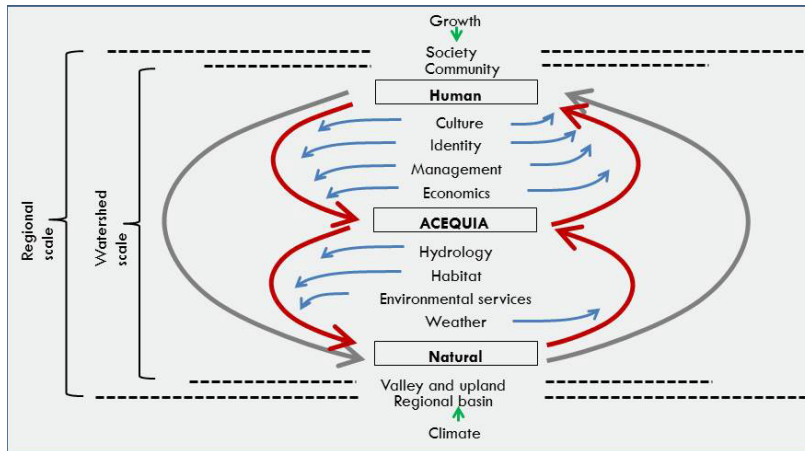 Growth
Society
Community
Human
Culture
Identity
Management
Economics
ACEQUIA
Hydrology
Habitat
Environmental services
Weather
Natural
Valley and upland
Regional basin
Climate
Regional
scale
Watershed
scale